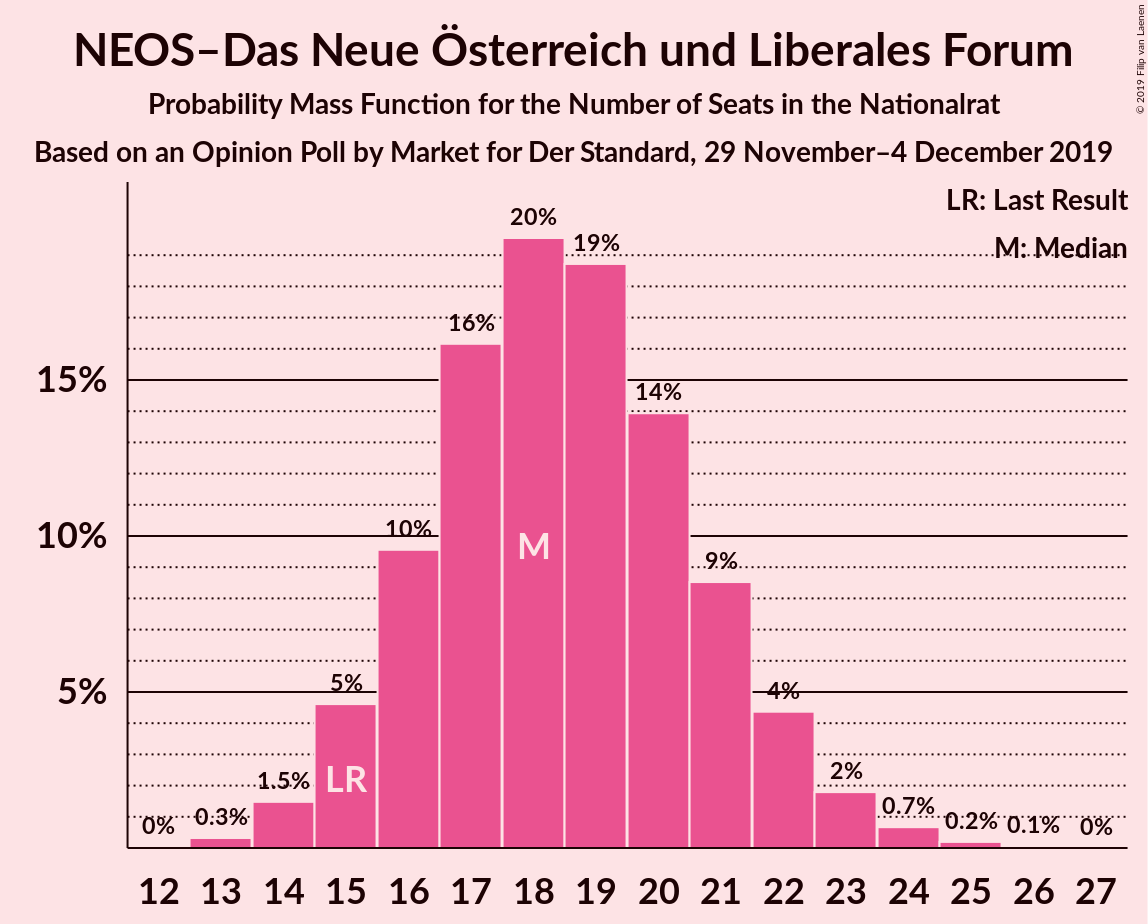 NEOS–Das Neue Österreich und Liberales Forum
Probability Mass Function for the Number of Seats in the Nationalrat
Based on an Opinion Poll by Market for Der Standard, 29 November–4 December 2019
© 2019 Filip van Laenen
LR: Last Result
M: Median
20%
19%
16%
15%
14%
10%
10%
M
9%
5%
5%
4%
LR
1.5%
2%
0%
0.3%
0.7%
0.2%
0.1%
0%
12 13 14 15 16 17 18 19 20 21 22 23 24 25 26 27